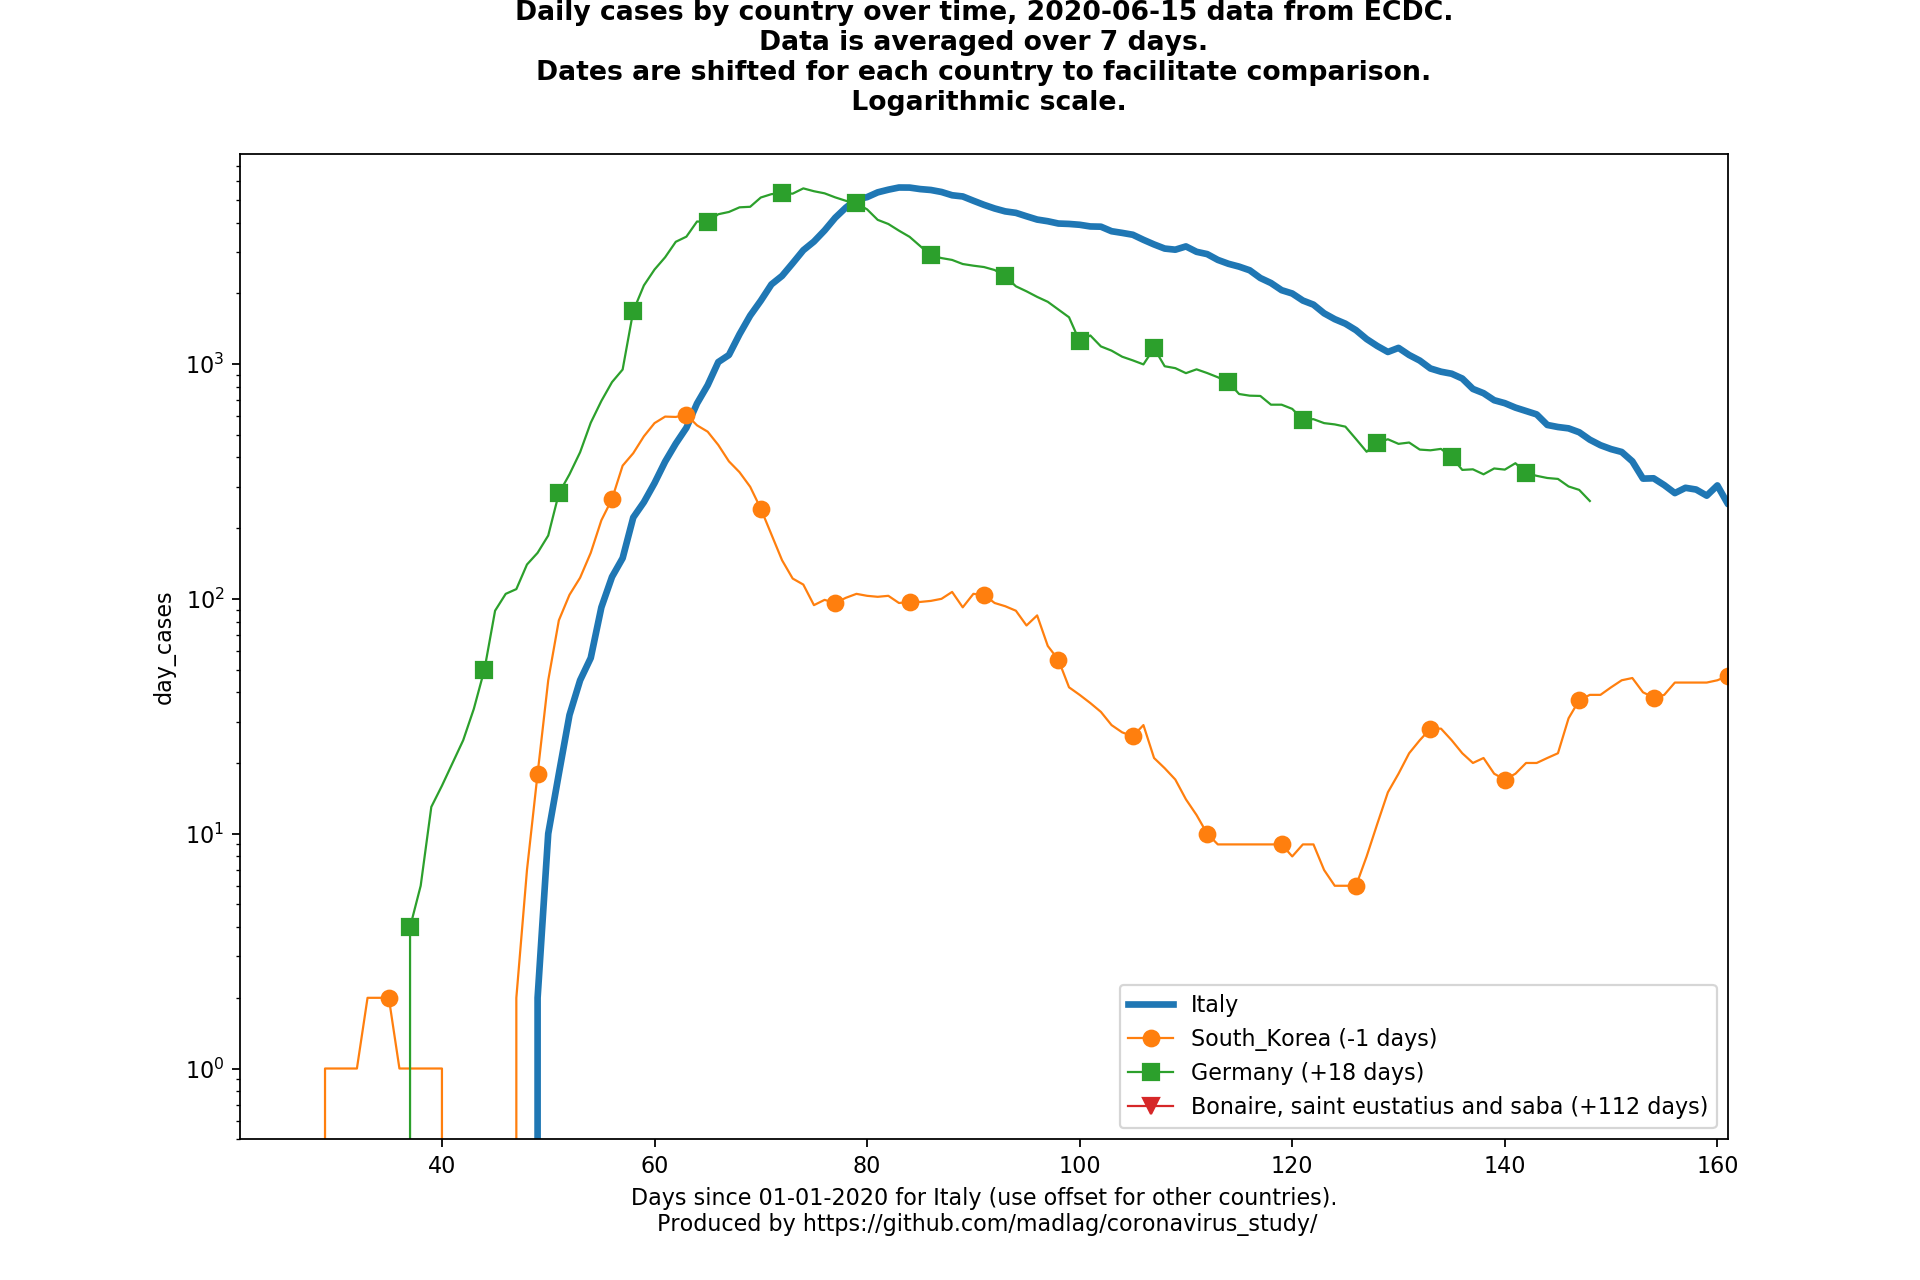 Daily cases by country over time, 2020-06-15 data from ECDC.
Data is averaged over 7 days.
Dates are shifted for each country to facilitate comparison.
Logarithmic scale.
10³
10²
10¹
10⁰
day_cases
40 60 80 100 120 140 160
Days since 01-01-2020 for Italy (use offset for other countries).
Produced by https://github.com/madlag/coronavirus_study/
Italy
South_Korea (-1 days)
Germany (+18 days)
Bonaire, saint eustatius and saba (+112 days)